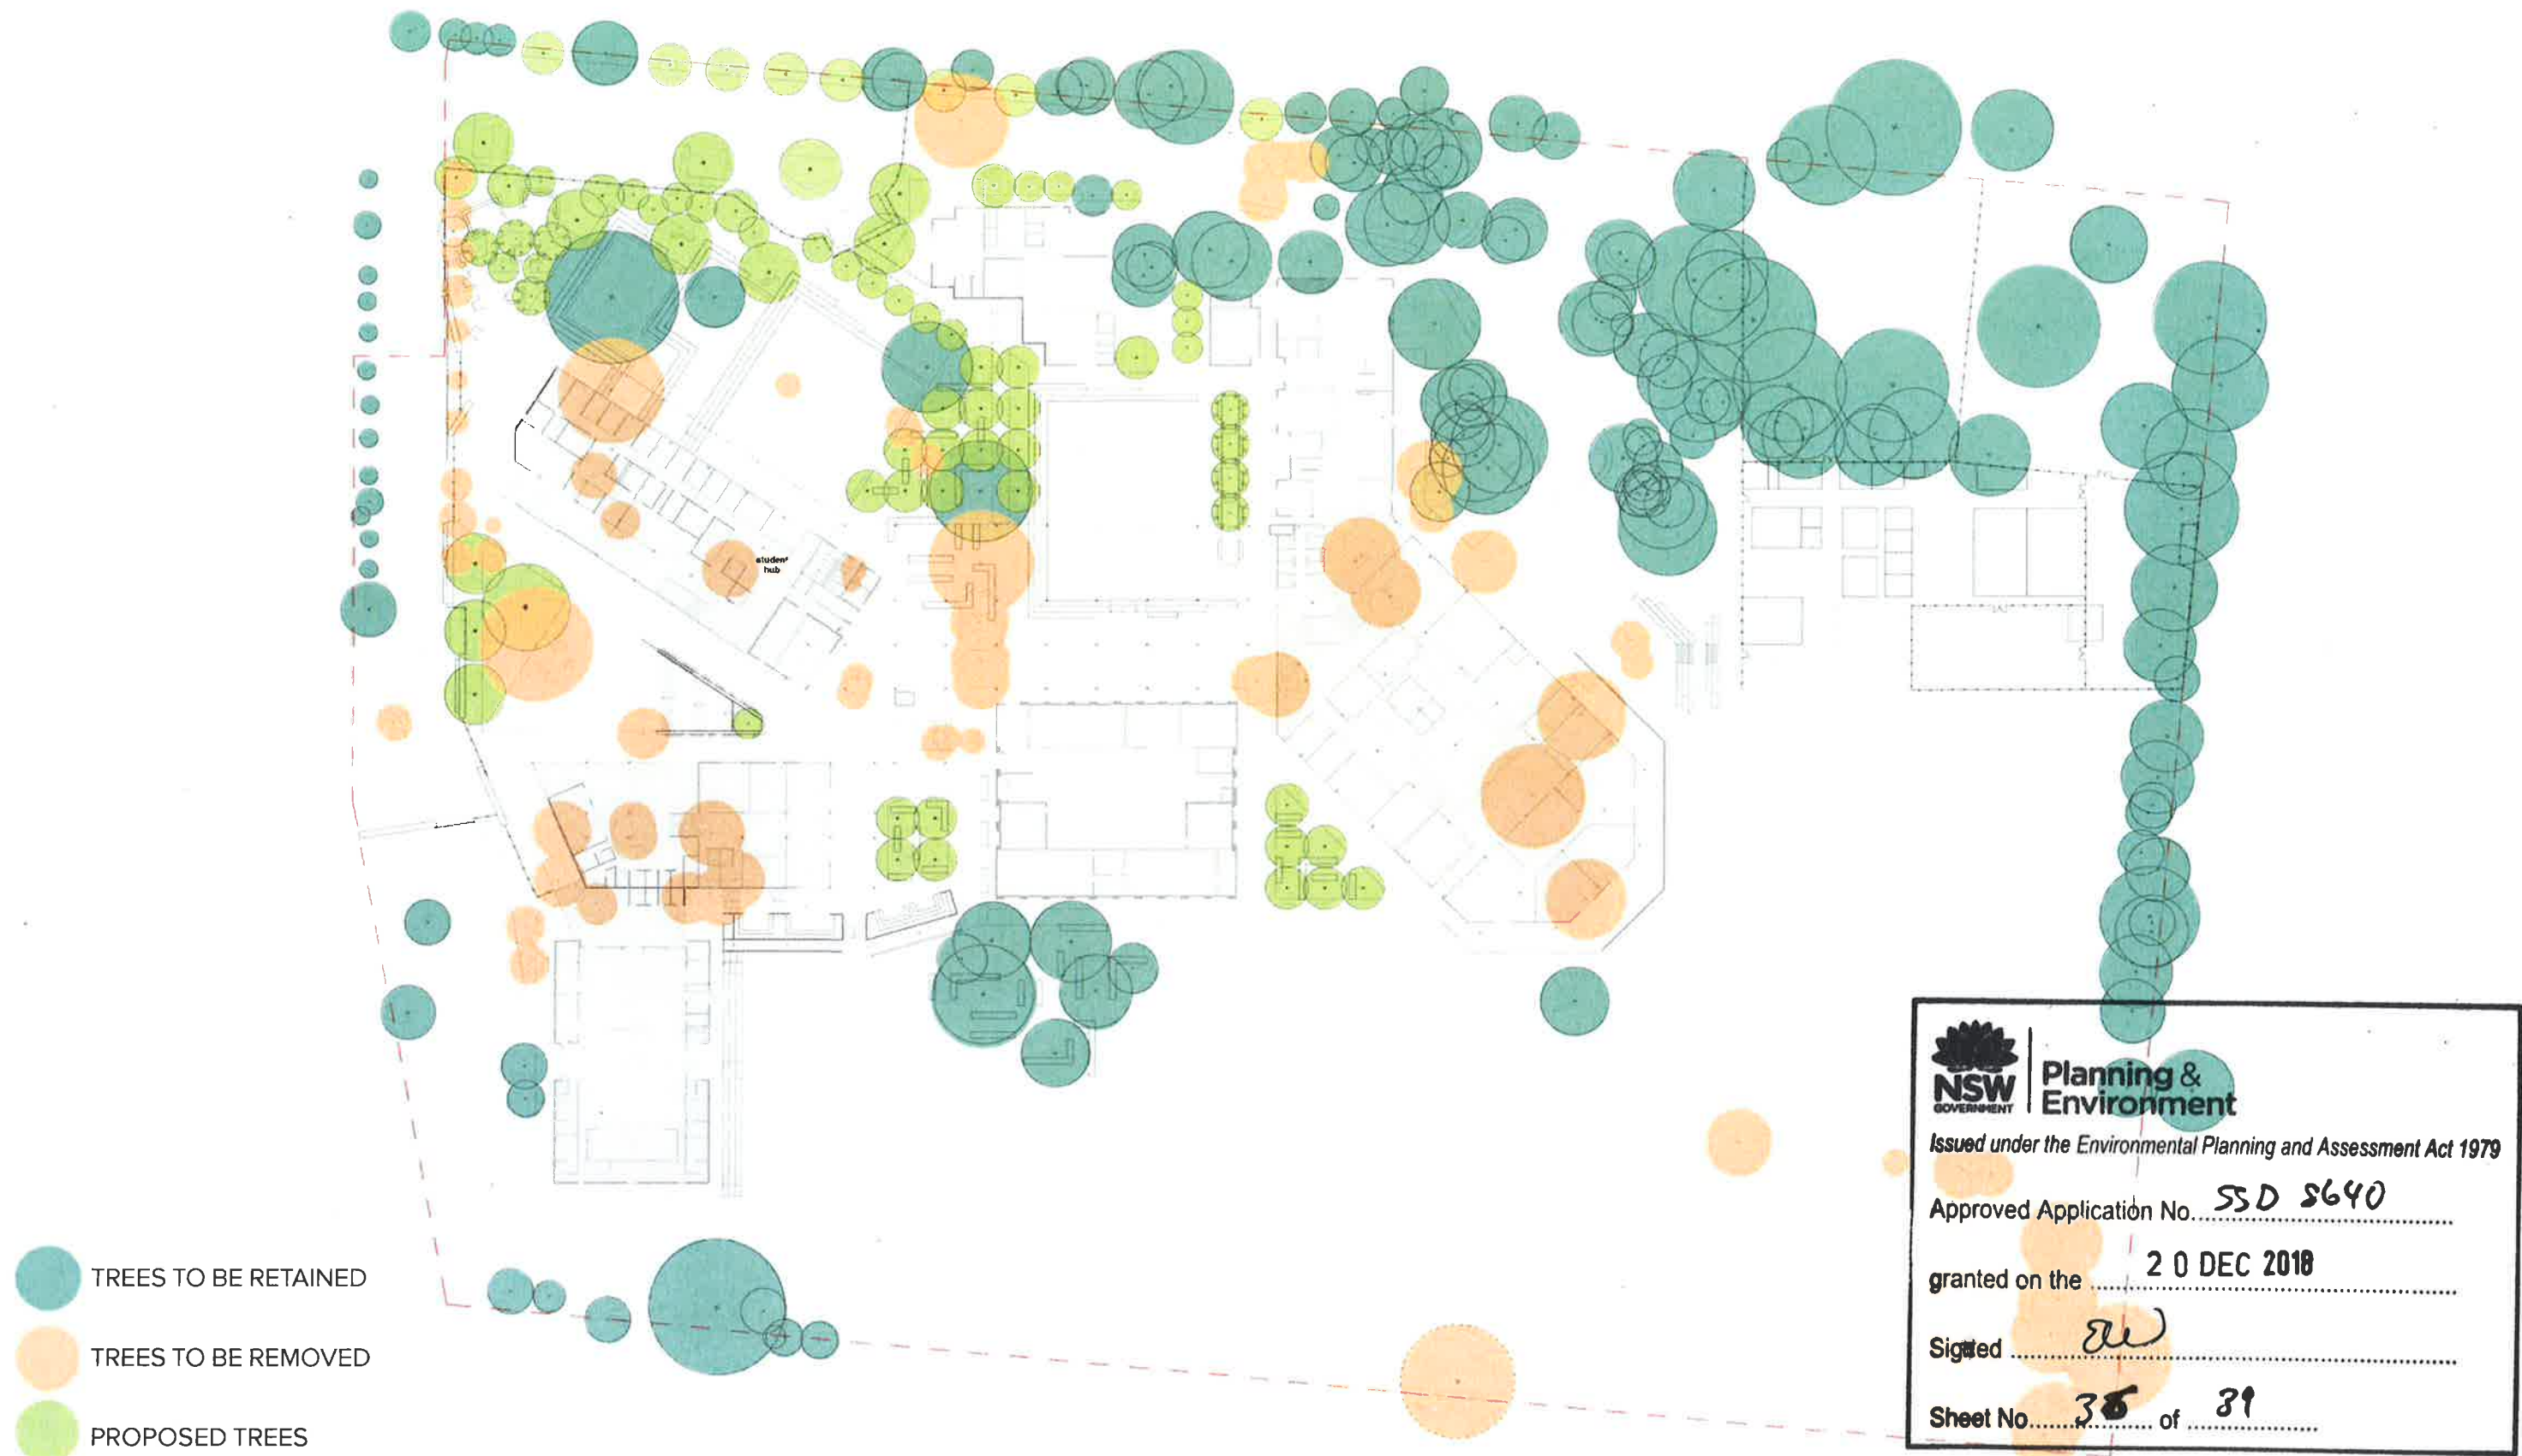 student
hub
NSW
GOVERNMENT
Planning &
Environment
Issued under the Environmental Planning and Assessment Act 1979
Approved Application No. SSD 8640
granted on the 20 DEC 2018
Signed
Sheet No. of 39
TREES TO BE RETAINED
TREES TO BE REMOVED
PROPOSED TREES